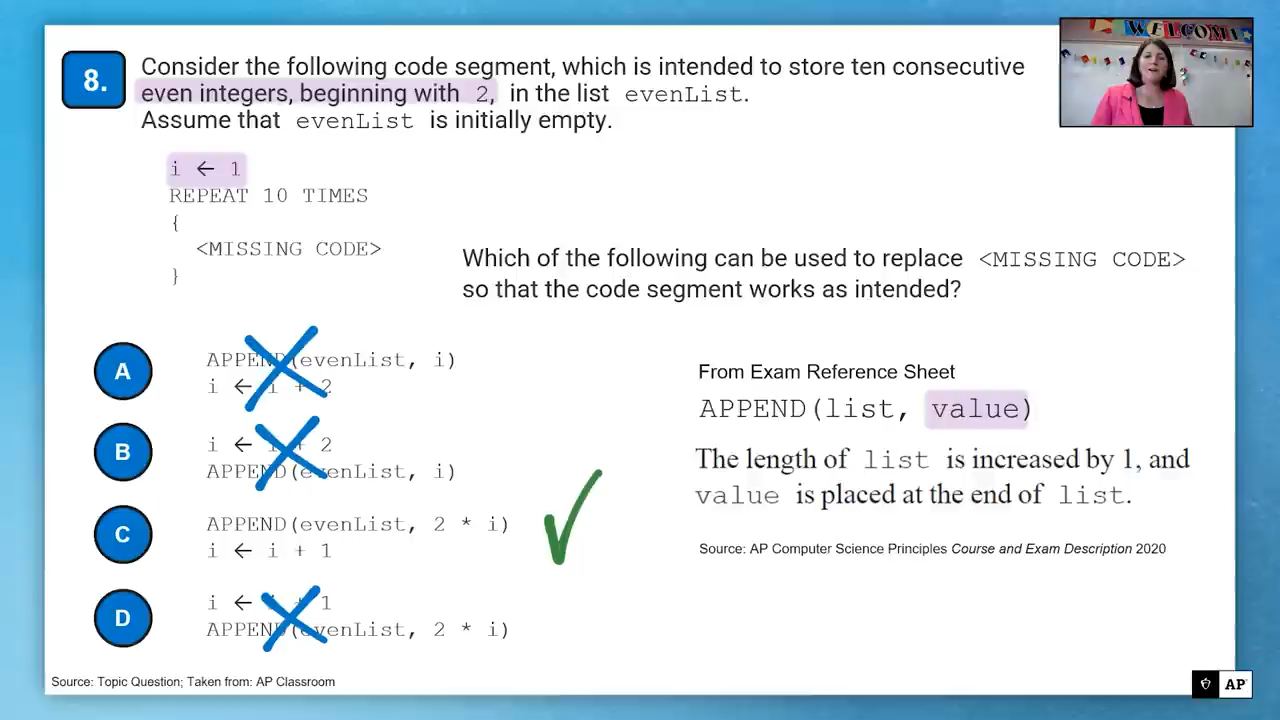 WELCOME
8.
Consider the following code segment, which is intended to store ten consecutive
even integers, beginning with 2, in the list evenList.
Assume that evenList is initially empty.
i ← 1
REPEAT 10 TIMES
{
<MISSING CODE>
}
Which of the following can be used to replace <MISSING CODE>
so that the code segment works as intended?
A
APPEND(evenList, i)
i ← i + 2
B
i ← i + 2
APPEND(evenList, i)
C
APPEND(evenList, 2 * i)
i ← i + 1
D
i ← i + 1
APPEND(evenList, 2 * i)
From Exam Reference Sheet
APPEND(list, value)
The length of list is increased by 1, and
value is placed at the end of list.
Source: AP Computer Science Principles Course and Exam Description 2020
Source: Topic Question; Taken from: AP Classroom
AP